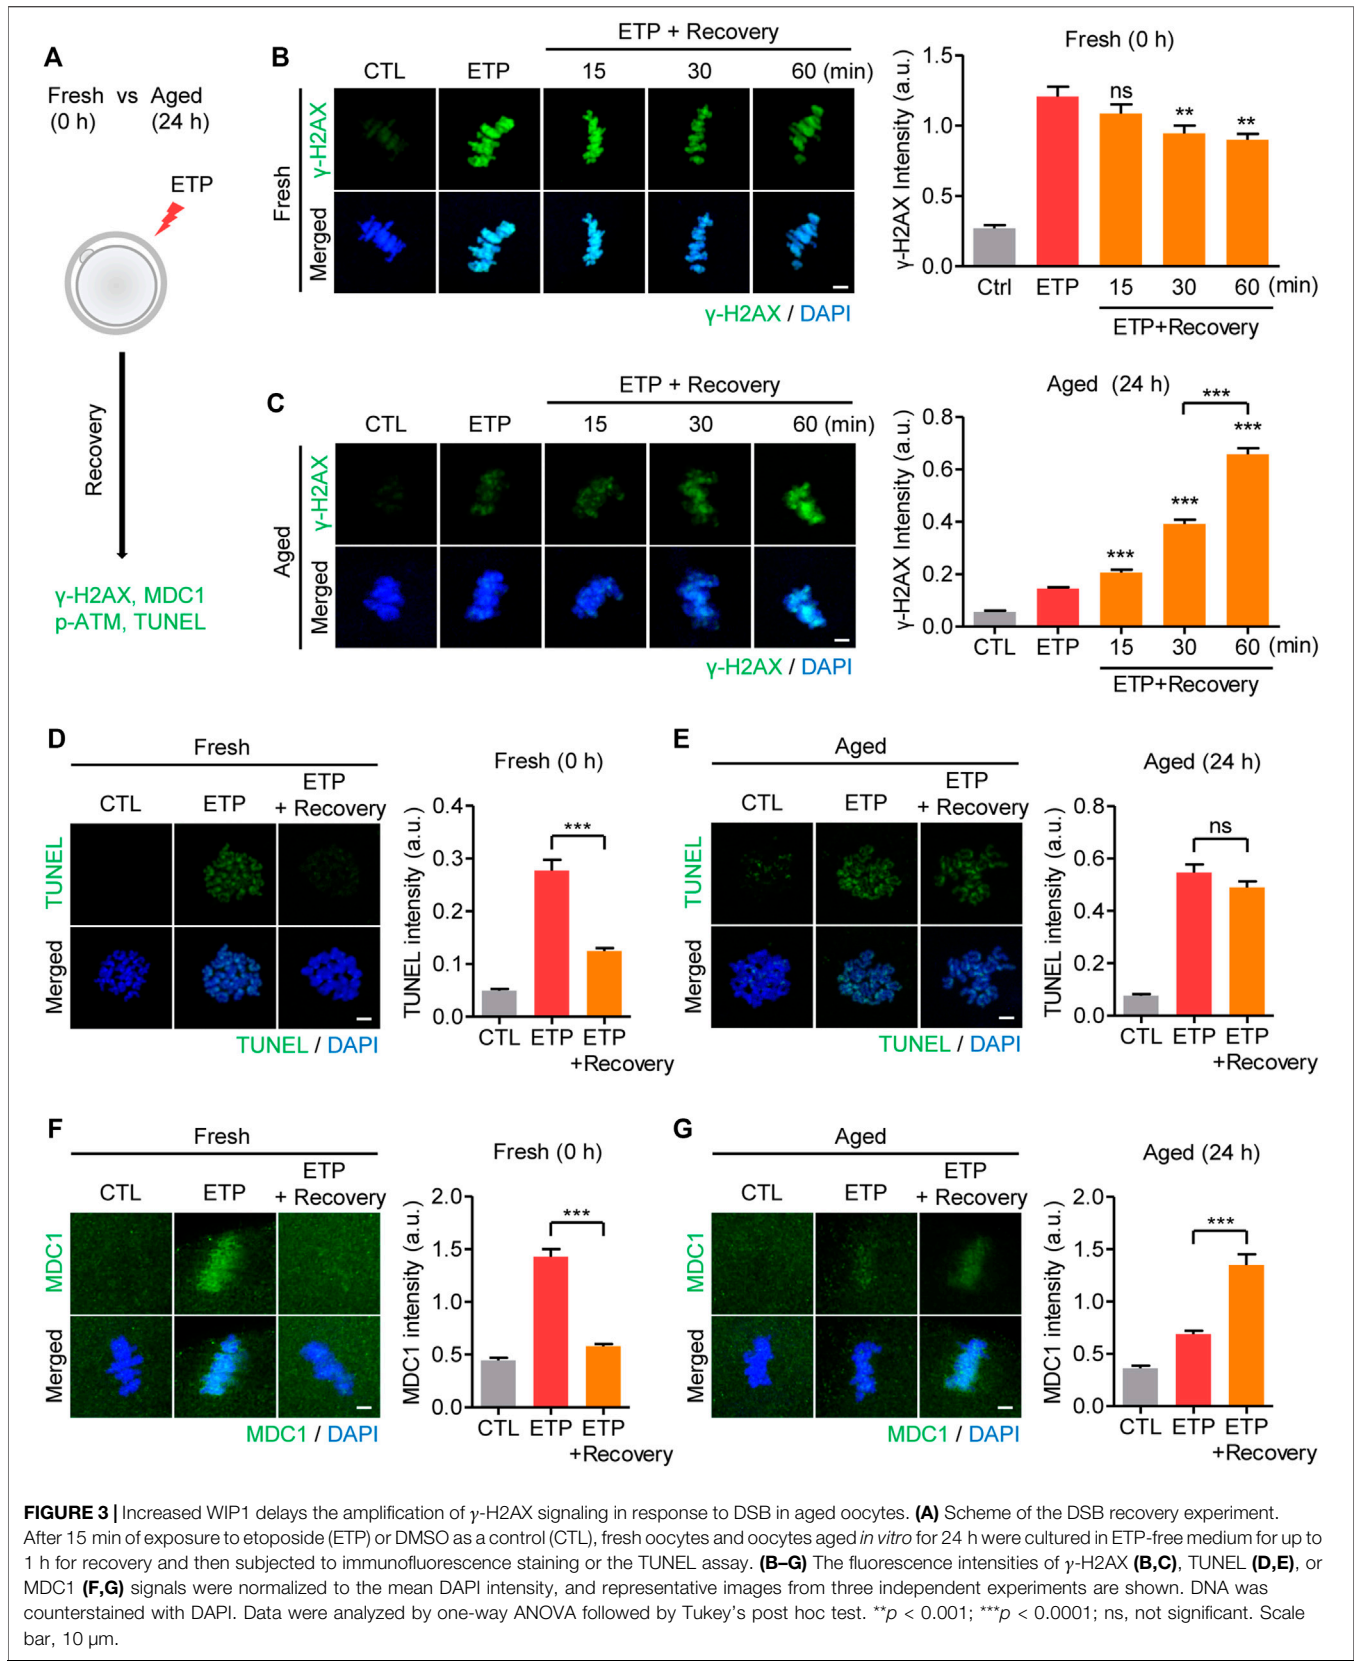 A
Fresh vs Aged
(0 h) (24 h)
ETP
Recovery
γ-H2AX, MDC1
p-ATM, TUNEL
B
ETP + Recovery
CTL ETP 15 30 60 (min)
Fresh
γ-H2AX
Merged
γ-H2AX / DAPI
Fresh (0 h)
γ-H2AX Intensity (a.u.)
1.5
1.0
0.5
0.0
ns ** **
Ctrl ETP 15 30 60 (min)
ETP+Recovery
C
ETP + Recovery
CTL ETP 15 30 60 (min)
Aged
γ-H2AX
Merged
γ-H2AX / DAPI
Aged (24 h)
γ-H2AX Intensity (a.u.)
0.8
0.6
0.4
0.2
0.0
***
*** *** ***
CTL ETP 15 30 60 (min)
ETP+Recovery
D
Fresh
CTL ETP ETP
+ Recovery
TUNEL
Merged
TUNEL / DAPI
Fresh (0 h)
TUNEL intensity (a.u.)
0.4
0.3
0.2
0.1
0.0
***
CTL ETP ETP
+Recovery
E
Aged
CTL ETP ETP
+ Recovery
TUNEL
Merged
TUNEL / DAPI
Aged (24 h)
TUNEL intensity (a.u.)
0.8
0.6
0.4
0.2
0.0
ns
CTL ETP ETP
+Recovery
F
Fresh
CTL ETP ETP
+ Recovery
MDC1
Merged
MDC1 / DAPI
Fresh (0 h)
MDC1 intensity (a.u.)
2.0
1.5
1.0
0.5
0.0
***
CTL ETP ETP
+Recovery
G
Aged
CTL ETP ETP
+ Recovery
MDC1
Merged
MDC1 / DAPI
Aged (24 h)
MDC1 intensity (a.u.)
2.0
1.5
1.0
0.5
0.0
***
CTL ETP ETP
+Recovery
FIGURE 3 | Increased WIP1 delays the amplification of γ-H2AX signaling in response to DSB in aged oocytes. (A) Scheme of the DSB recovery experiment.
After 15 min of exposure to etoposide (ETP) or DMSO as a control (CTL), fresh oocytes and oocytes aged in vitro for 24 h were cultured in ETP-free medium for up to
1 h for recovery and then subjected to immunofluorescence staining or the TUNEL assay. (B–G) The fluorescence intensities of γ-H2AX (B,C), TUNEL (D,E), or
MDC1 (F,G) signals were normalized to the mean DAPI intensity, and representative images from three independent experiments are shown. DNA was
counterstained with DAPI. Data were analyzed by one-way ANOVA followed by Tukey's post hoc test. **p < 0.001; ***p < 0.0001; ns, not significant. Scale
bar, 10 μm.